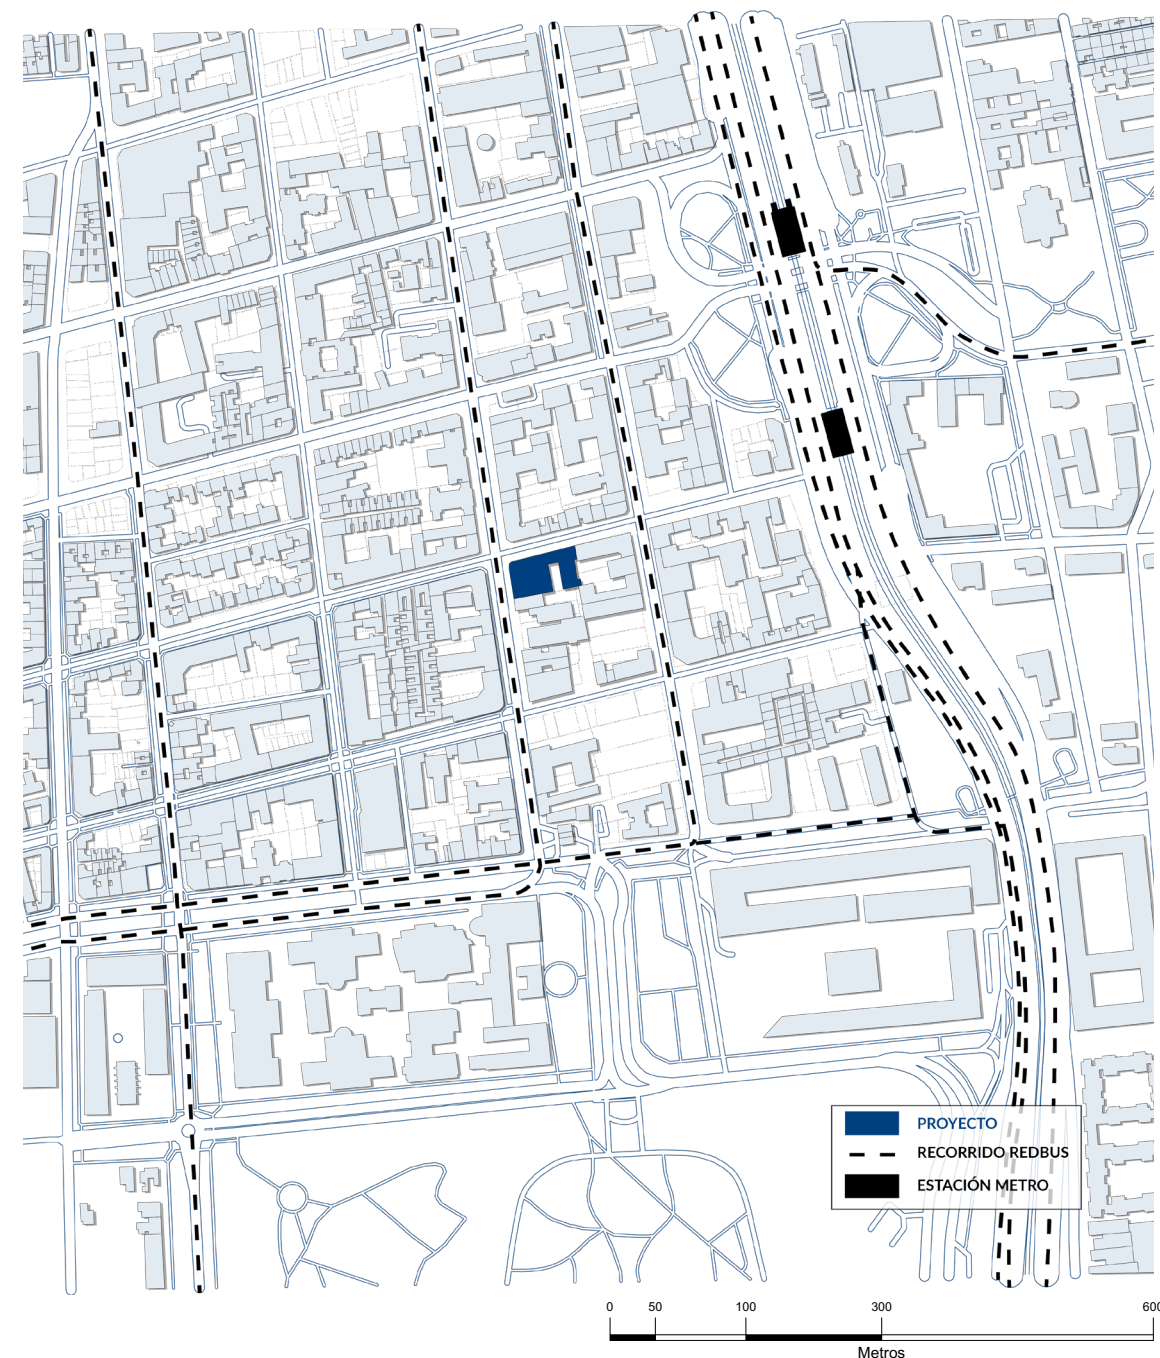 PROYECTO
RECORRIDO REDBUS
ESTACIÓN METRO
0 50 100 300 600
Metros